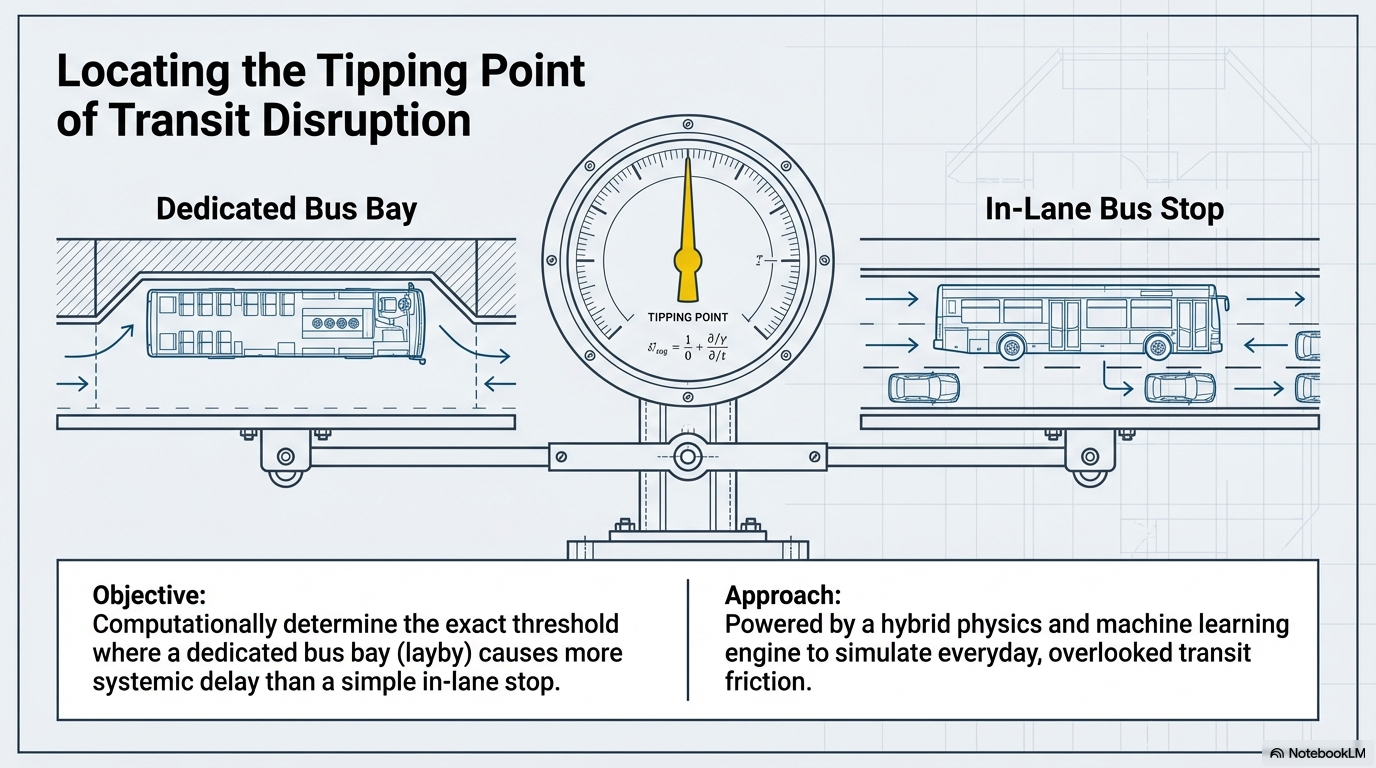 Locating the Tipping Point
of Transit Disruption
Dedicated Bus Bay
In-Lane Bus Stop
TIPPING POINT
Objective:
Computationally determine the exact threshold
where a dedicated bus bay (layby) causes more
systemic delay than a simple in-lane stop.
Approach:
Powered by a hybrid physics and machine learning
engine to simulate everyday, overlooked transit
friction.
NotebookLM